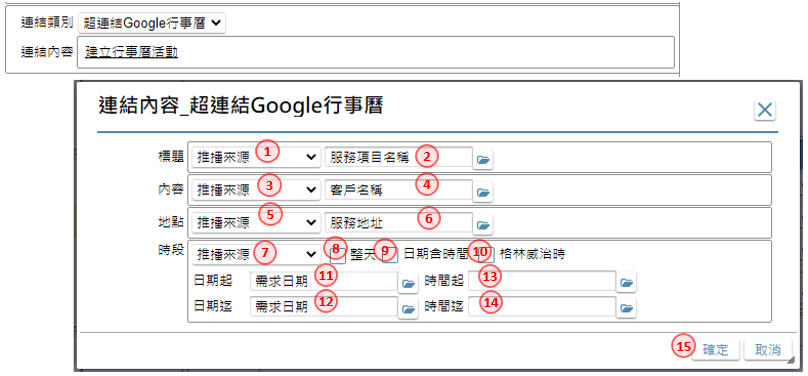 連結類別 超連結Google行事曆
連結內容 建立行事曆活動
連結內容_超連結Google行事曆
標題 推播來源 1 服務項目名稱 2
內容 推播來源 3 客戶名稱 4
地點 推播來源 5 服務地址 6
時段 推播來源 7 8 整天 9 日期含時間 10 格林威治時
日期起 需求日期 11 時間起 13
日期迄 需求日期 12 時間迄 14
15 確定 取消